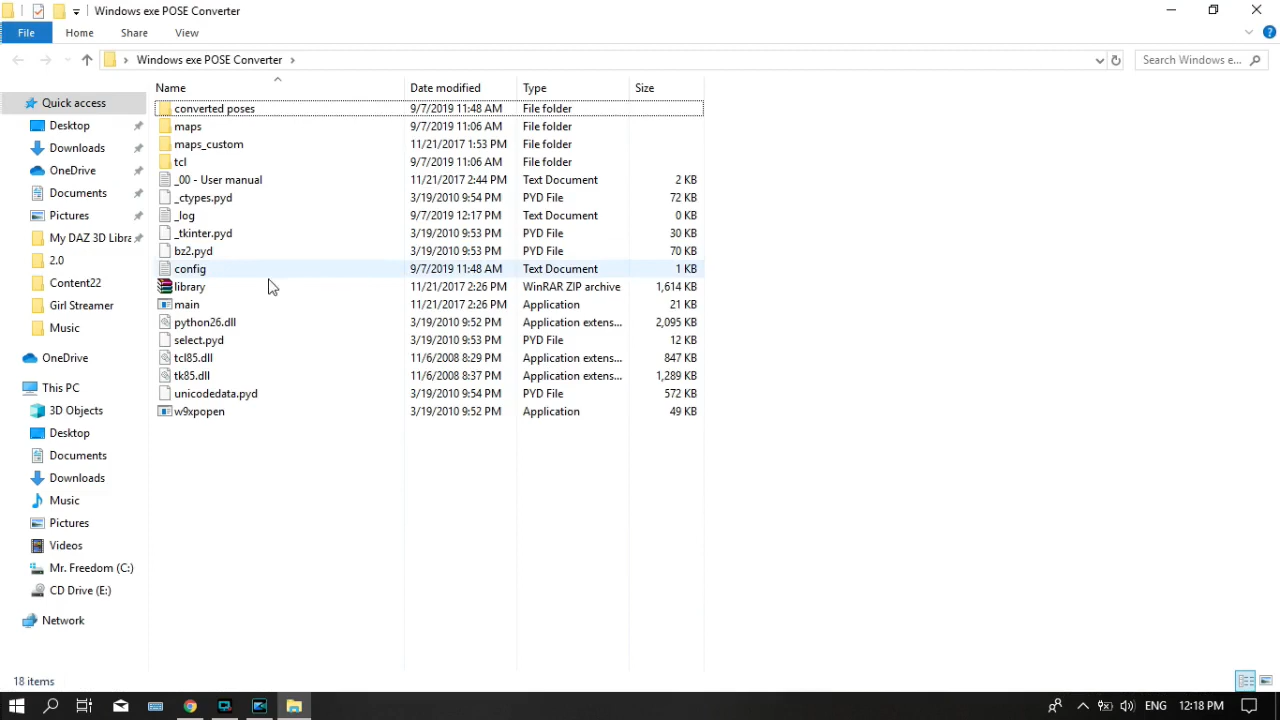 Windows exe POSE Converter
File Home Share View
Windows exe POSE Converter
Search Windows e...
Name Date modified Type Size
Quick access
Desktop
Downloads
OneDrive
Documents
Pictures
My DAZ 3D Libra
2.0
Content22
Girl Streamer
Music
OneDrive
This PC
3D Objects
Desktop
Documents
Downloads
Music
Pictures
Videos
Mr. Freedom (C:)
CD Drive (E:)
Network
converted poses 9/7/2019 11:48 AM File folder
maps 9/7/2019 11:06 AM File folder
maps_custom 11/21/2017 1:53 PM File folder
tcl 9/7/2019 11:06 AM File folder
_00 - User manual 11/21/2017 2:44 PM Text Document 2 KB
_ctypes.pyd 3/19/2010 9:54 PM PYD File 72 KB
_log 9/7/2019 12:17 PM Text Document 0 KB
_tkinter.pyd 3/19/2010 9:53 PM PYD File 30 KB
bz2.pyd 3/19/2010 9:53 PM PYD File 70 KB
config 9/7/2019 11:48 AM Text Document 1 KB
library 11/21/2017 2:26 PM WinRAR ZIP archive 1,614 KB
main 11/21/2017 2:26 PM Application 21 KB
python26.dll 3/19/2010 9:52 PM Application extens... 2,095 KB
select.pyd 3/19/2010 9:53 PM PYD File 12 KB
tcl85.dll 11/6/2008 8:29 PM Application extens... 847 KB
tk85.dll 11/6/2008 8:37 PM Application extens... 1,289 KB
unicodedata.pyd 3/19/2010 9:54 PM PYD File 572 KB
w9xpopen 3/19/2010 9:52 PM Application 49 KB
18 items
ENG 12:18 PM